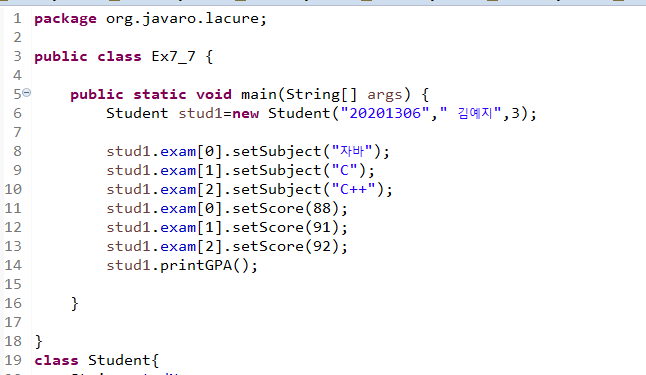 1 package org.javaro.lacure;
2
3 public class Ex7_7 {
4
5 public static void main(String[] args) {
6 Student stud1=new Student("20201306"," 김예지",3);
7
8 stud1.exam[0].setSubject("자바");
9 stud1.exam[1].setSubject("C");
10 stud1.exam[2].setSubject("C++");
11 stud1.exam[0].setScore(88);
12 stud1.exam[1].setScore(91);
13 stud1.exam[2].setScore(92);
14 stud1.printGPA();
15
16 }
17
18 }
19 class Student{